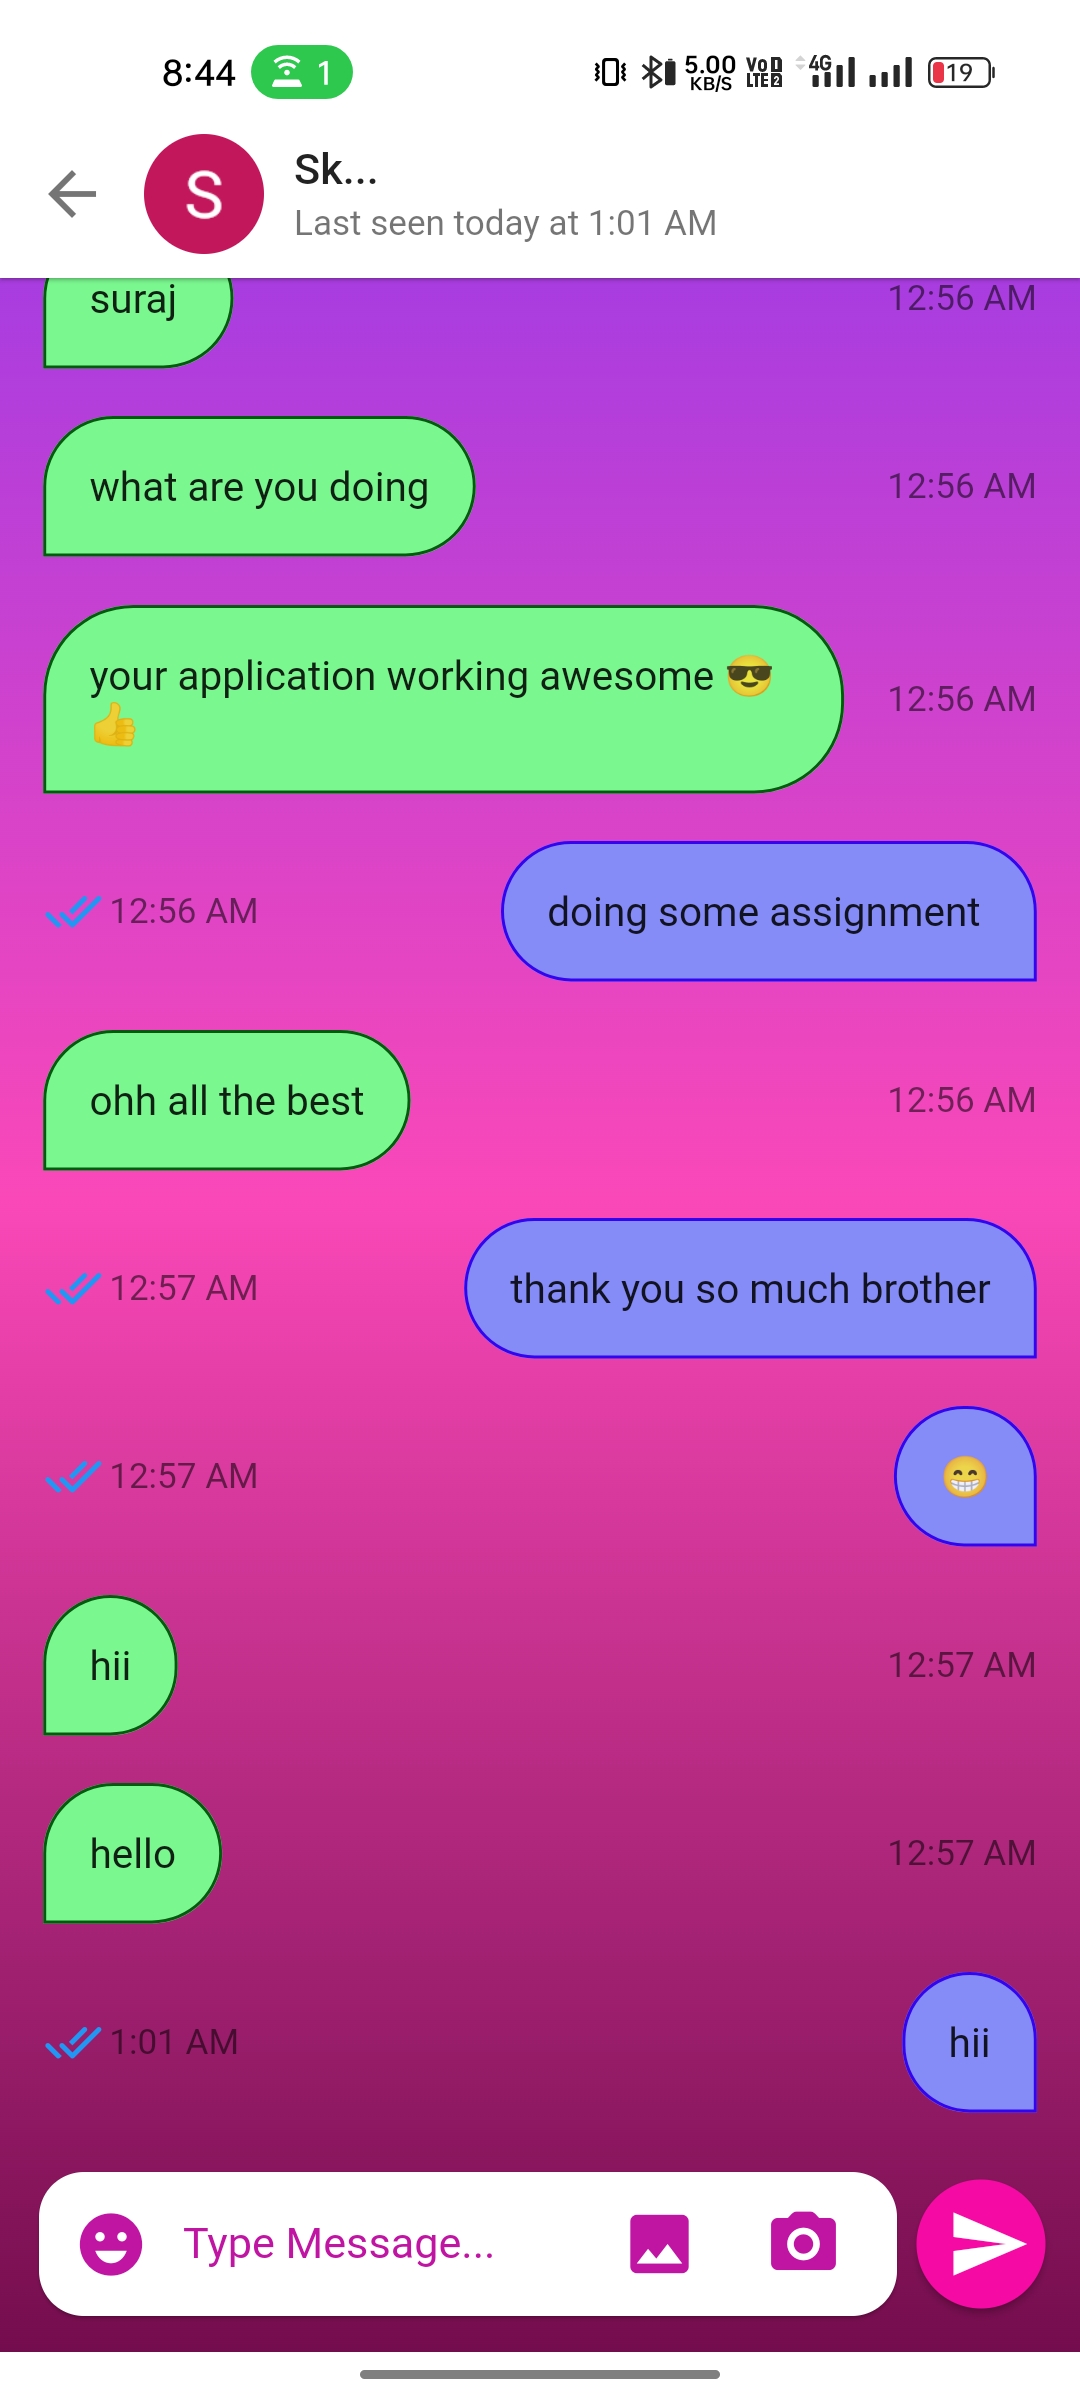 8:44 1 5.00 KB/S VoLTE 1 2 4G 19
S
Sk...
Last seen today at 1:01 AM
suraj 12:56 AM
what are you doing 12:56 AM
your application working awesome 😎
👍 12:56 AM
12:56 AM doing some assignment
ohh all the best 12:56 AM
12:57 AM thank you so much brother
12:57 AM 😁
hii 12:57 AM
hello 12:57 AM
1:01 AM hii
Type Message...